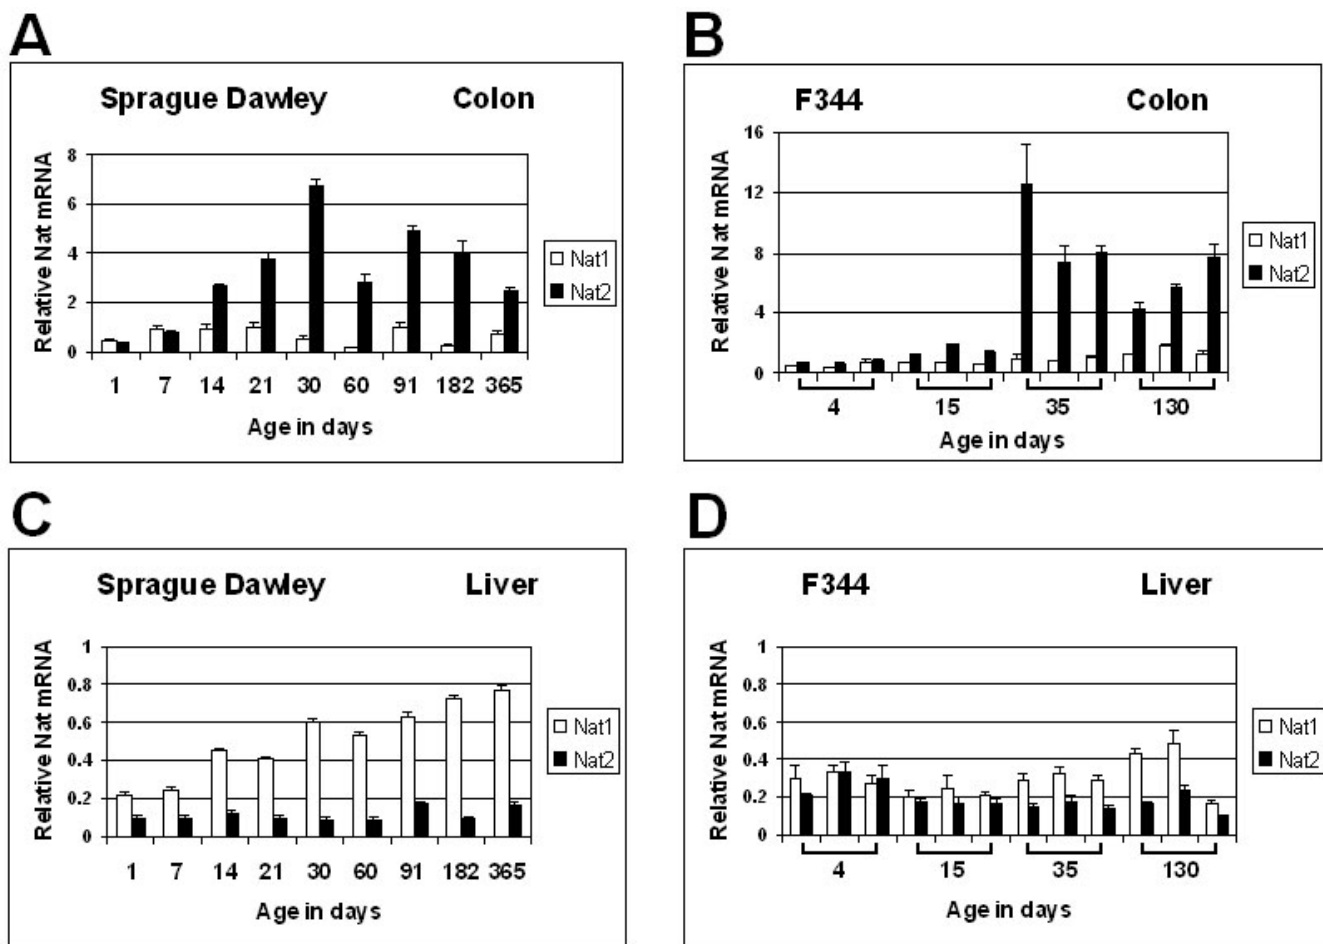 A
Sprague Dawley Colon
Relative Nat mRNA
8
6
4
2
0
1 7 14 21 30 60 91 182 365
Age in days
Nat1
Nat2
B
F344 Colon
Relative Nat mRNA
16
12
8
4
0
4 15 35 130
Age in days
Nat1
Nat2
C
Sprague Dawley Liver
Relative Nat mRNA
1
0.8
0.6
0.4
0.2
0
1 7 14 21 30 60 91 182 365
Age in days
Nat1
Nat2
D
F344 Liver
Relative Nat mRNA
1
0.8
0.6
0.4
0.2
0
4 15 35 130
Age in days
Nat1
Nat2